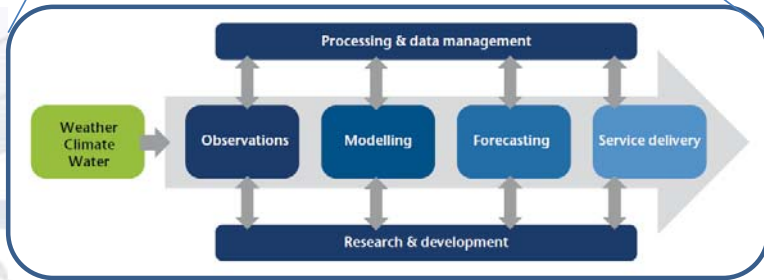 Processing & data management
Weather
Climate
Water
Observations
Modelling
Forecasting
Service delivery
Research & development